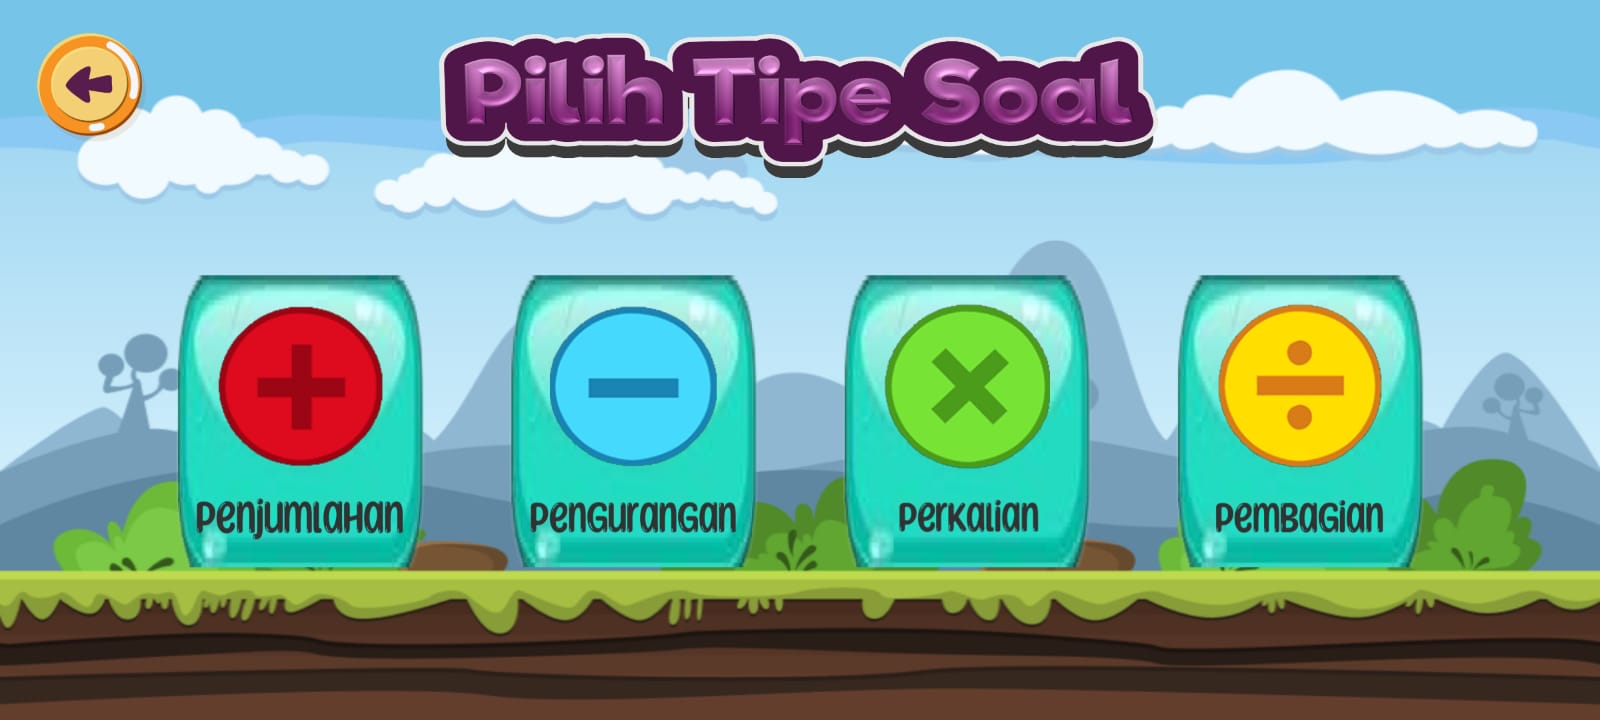 Pilih Tipe Soal
Penjumlahan
Pengurangan
Perkalian
Pembagian